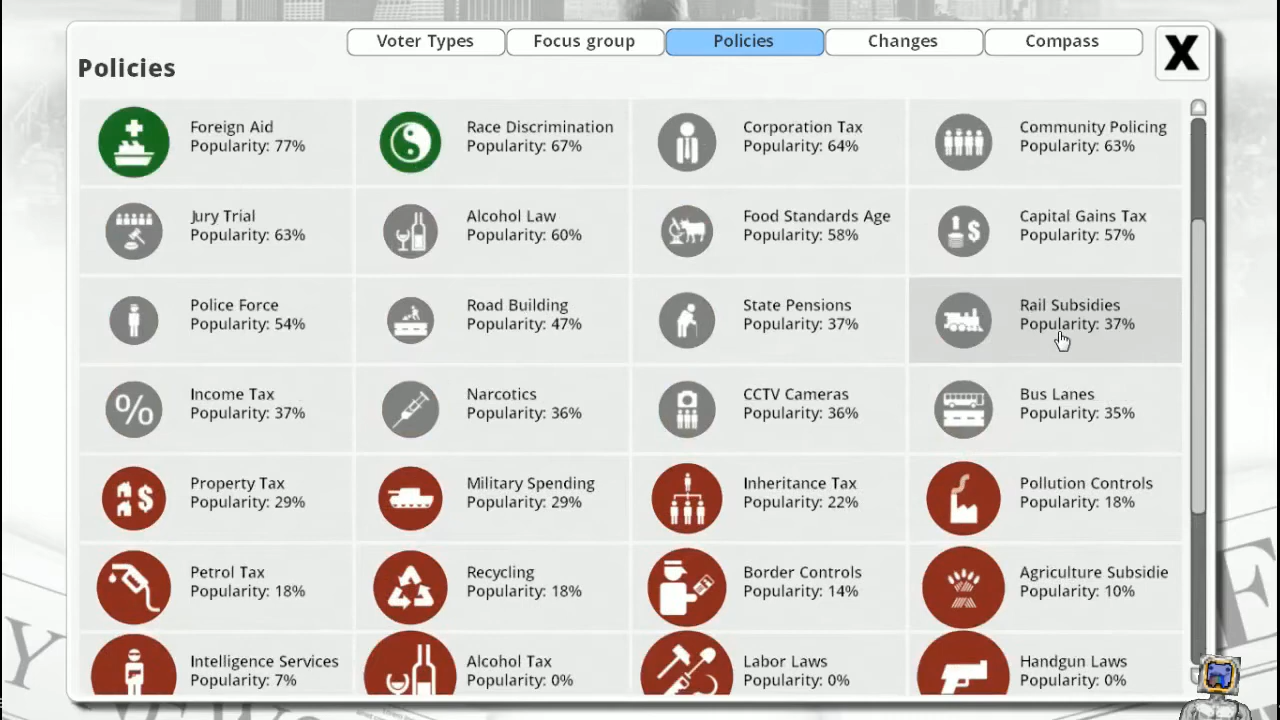 Voter Types
Focus group
Policies
Changes
Compass
X
Policies
Foreign Aid
Popularity: 77%
Race Discrimination
Popularity: 67%
Corporation Tax
Popularity: 64%
Community Policing
Popularity: 63%
Jury Trial
Popularity: 63%
Alcohol Law
Popularity: 60%
Food Standards Age
Popularity: 58%
Capital Gains Tax
Popularity: 57%
Police Force
Popularity: 54%
Road Building
Popularity: 47%
State Pensions
Popularity: 37%
Rail Subsidies
Popularity: 37%
Income Tax
Popularity: 37%
Narcotics
Popularity: 36%
CCTV Cameras
Popularity: 36%
Bus Lanes
Popularity: 35%
Property Tax
Popularity: 29%
Military Spending
Popularity: 29%
Inheritance Tax
Popularity: 22%
Pollution Controls
Popularity: 18%
Petrol Tax
Popularity: 18%
Recycling
Popularity: 18%
Border Controls
Popularity: 14%
Agriculture Subsidie
Popularity: 10%
Intelligence Services
Popularity: 7%
Alcohol Tax
Popularity: 0%
Labor Laws
Popularity: 0%
Handgun Laws
Popularity: 0%